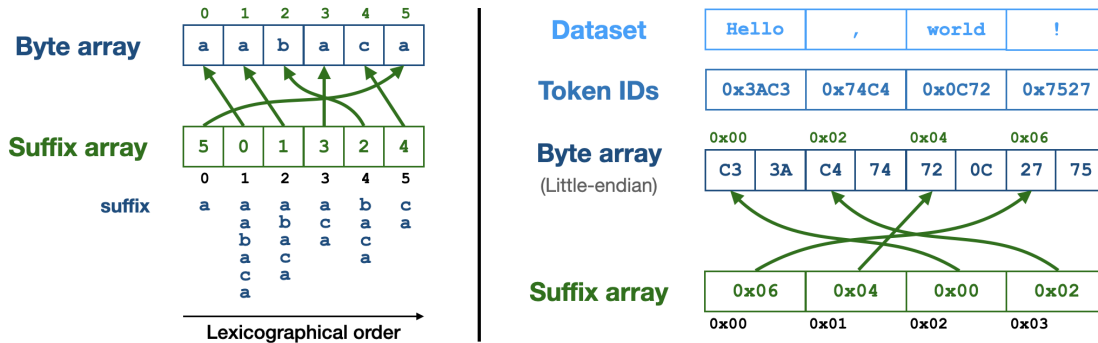 0 1 2 3 4 5
Byte array a a b a c a
Suffix array 5 0 1 3 2 4
0 1 2 3 4 5
suffix a a a a b c
a b c a a
b a a c
a c a
c a
a
Lexicographical order
Dataset Hello , world !
Token IDs 0x3AC3 0x74C4 0x0C72 0x7527
0x00 0x02 0x04 0x06
Byte array C3 3A C4 74 72 0C 27 75
(Little-endian)
Suffix array 0x06 0x04 0x00 0x02
0x00 0x01 0x02 0x03